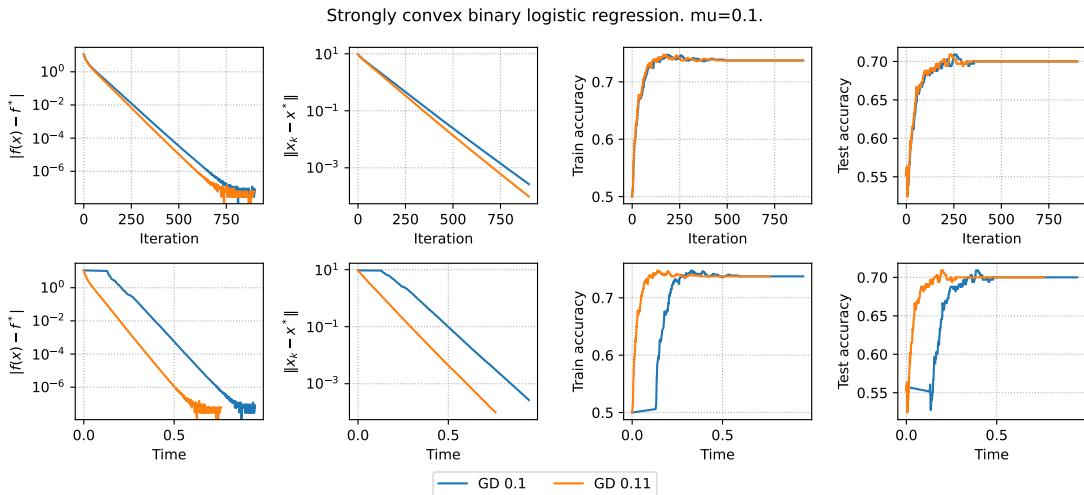 Strongly convex binary logistic regression. mu=0.1.
|f(x) − f*|
10^0
10^-2
10^-4
10^-6
0 250 500 750
Iteration
‖x_k − x*‖
10^1
10^-1
10^-3
0 250 500 750
Iteration
Train accuracy
0.7
0.6
0.5
0 250 500 750
Iteration
Test accuracy
0.70
0.65
0.60
0.55
0 250 500 750
Iteration
|f(x) − f*|
10^0
10^-2
10^-4
10^-6
0.0 0.5
Time
‖x_k − x*‖
10^1
10^-1
10^-3
0.0 0.5
Time
Train accuracy
0.7
0.6
0.5
0.0 0.5
Time
Test accuracy
0.70
0.65
0.60
0.55
0.0 0.5
Time
GD 0.1 GD 0.11